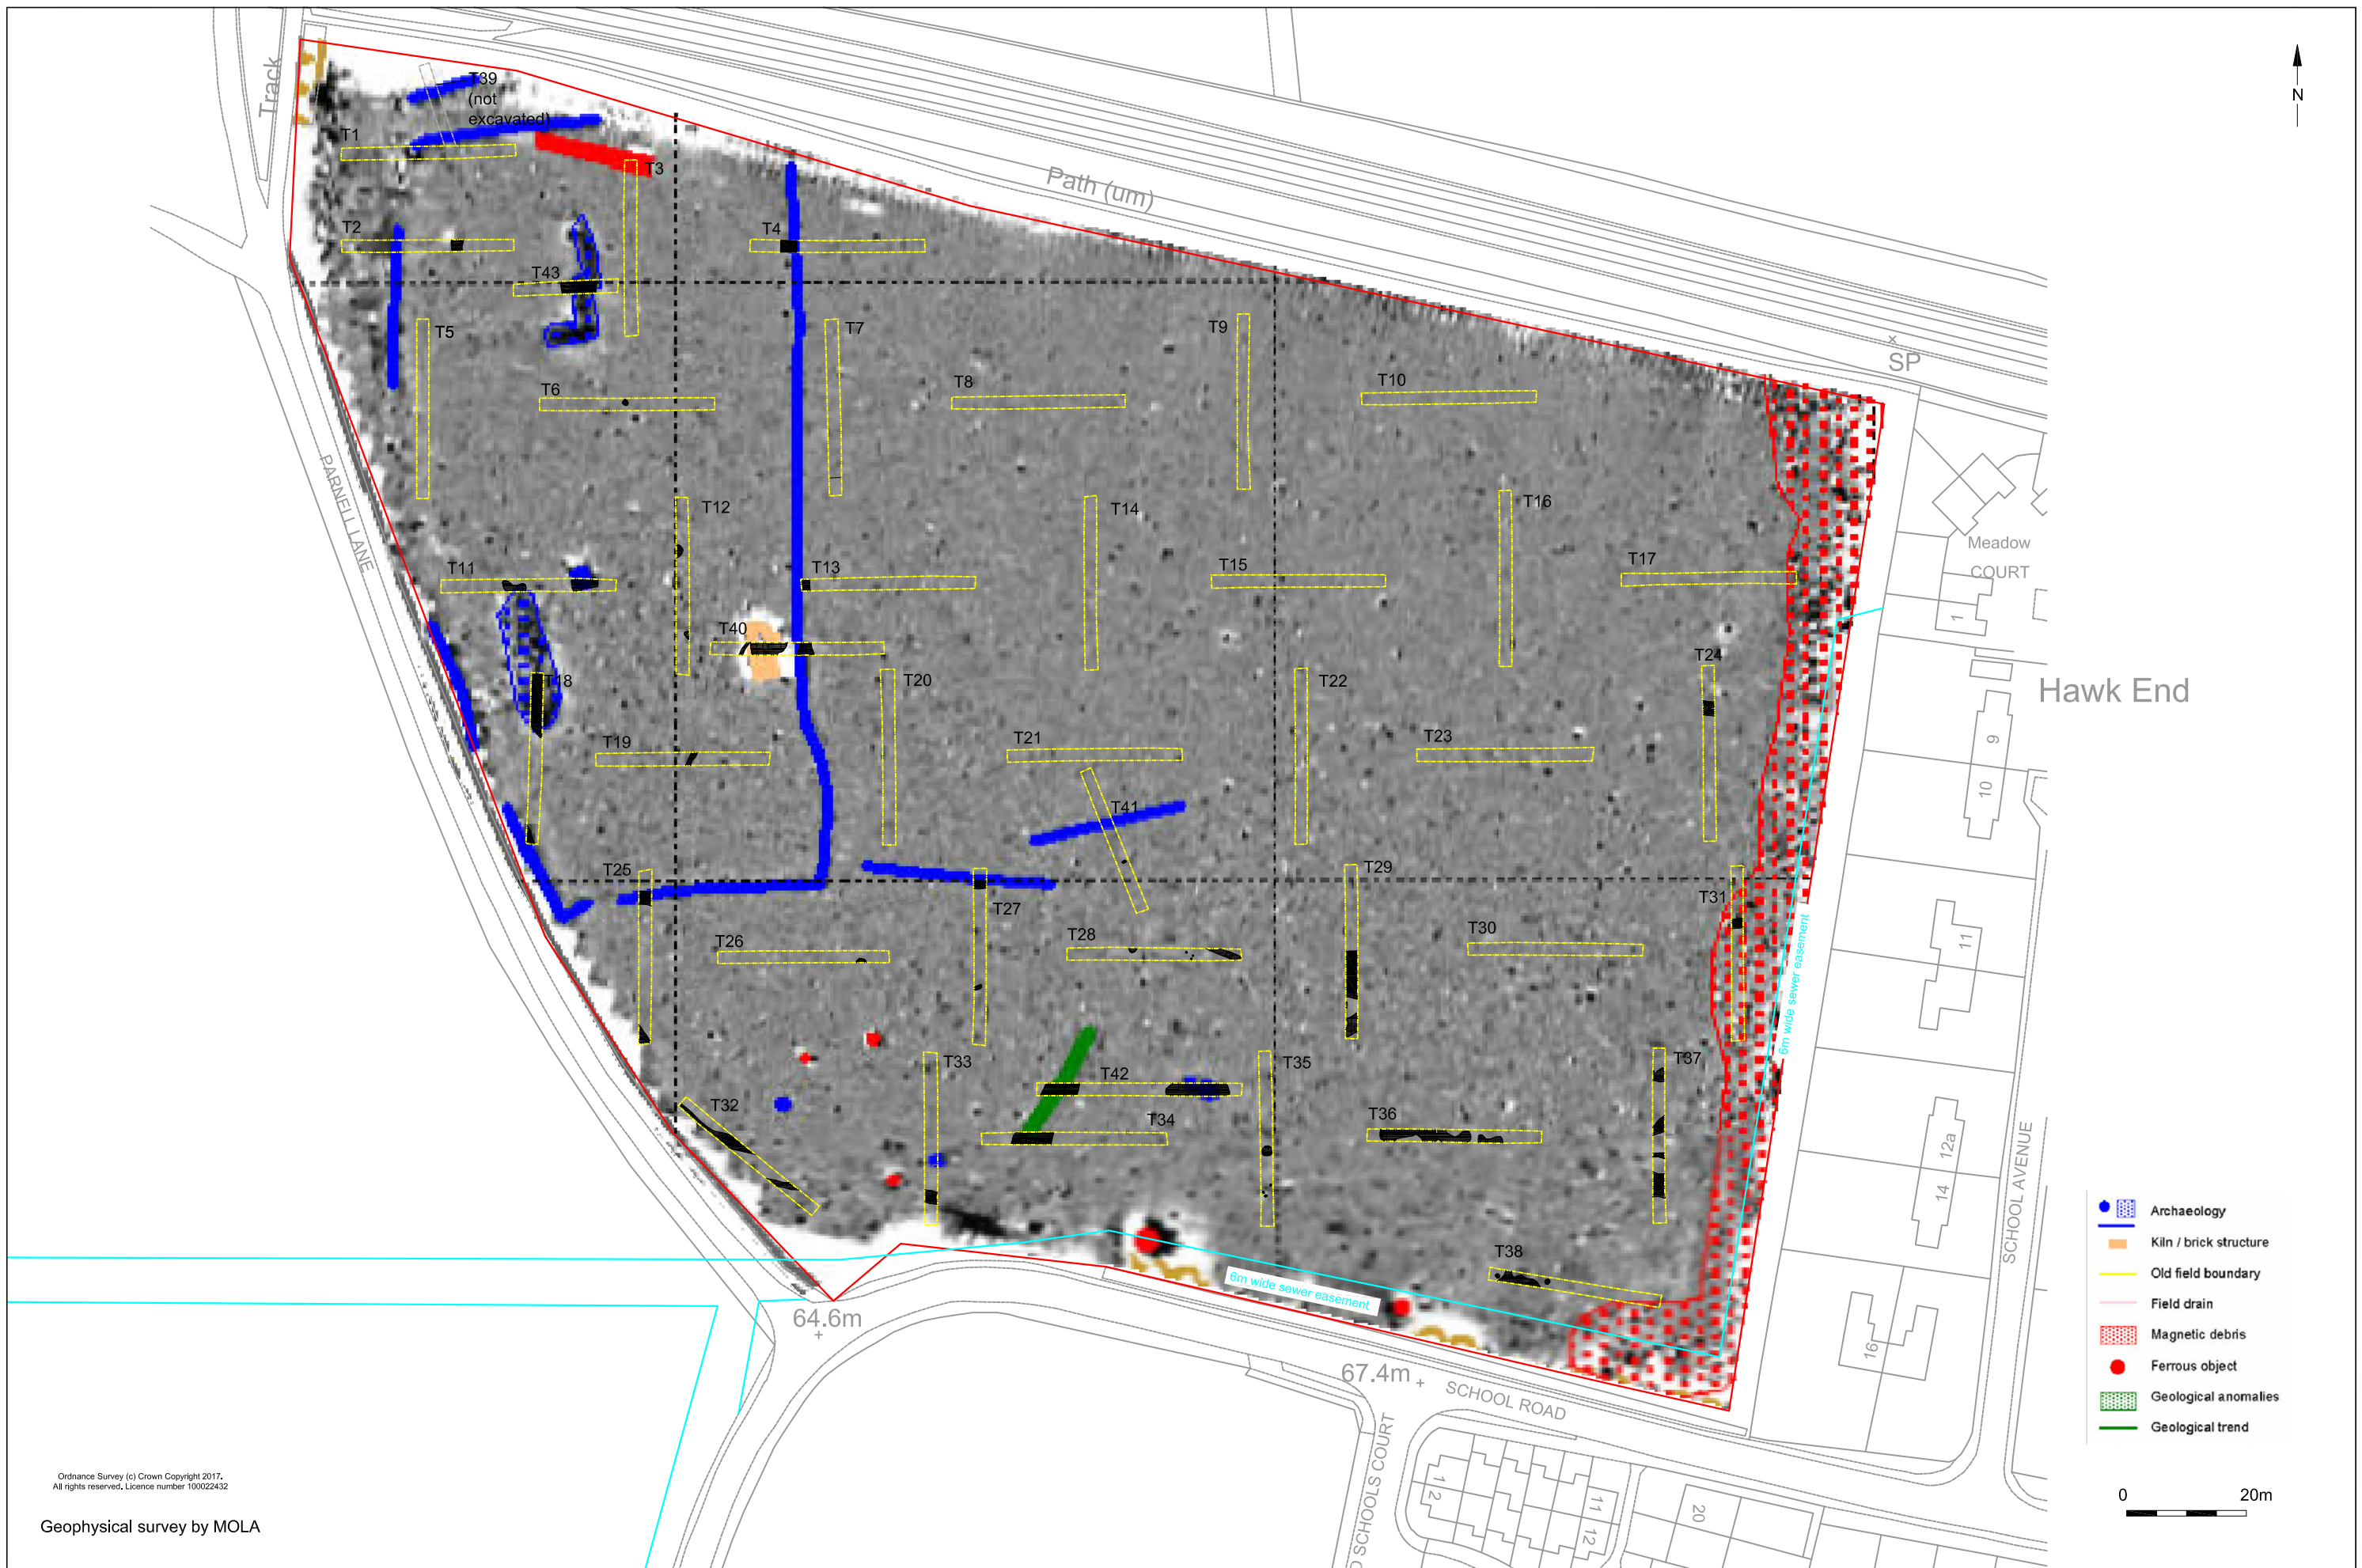 N
Track
T39
(not
excavated)
T1
T3
Path (um)
T2
T4
T43
T5
T7
T9
SP
T6
T8
T10
PARNELL LANE
T12
T14
T16
Meadow
COURT
T11
T13
T15
T17
1
T40
T24
T18
T20
T22
Hawk End
T19
T21
T23
9
10
T41
T25
T29
T31
T27
T26
T28
T30
11
6m wide sewer easement
T33
T42
T35
T37
T32
T34
T36
12a
14
SCHOOL AVENUE
T38
6m wide sewer easement
64.6m
67.4m
SCHOOL ROAD
16
SCHOOLS COURT
1
2
11
12
20
Archaeology
Kiln / brick structure
Old field boundary
Field drain
Magnetic debris
Ferrous object
Geological anomalies
Geological trend
0 20m
Ordnance Survey (c) Crown Copyright 2017.
All rights reserved. Licence number 100022432
Geophysical survey by MOLA